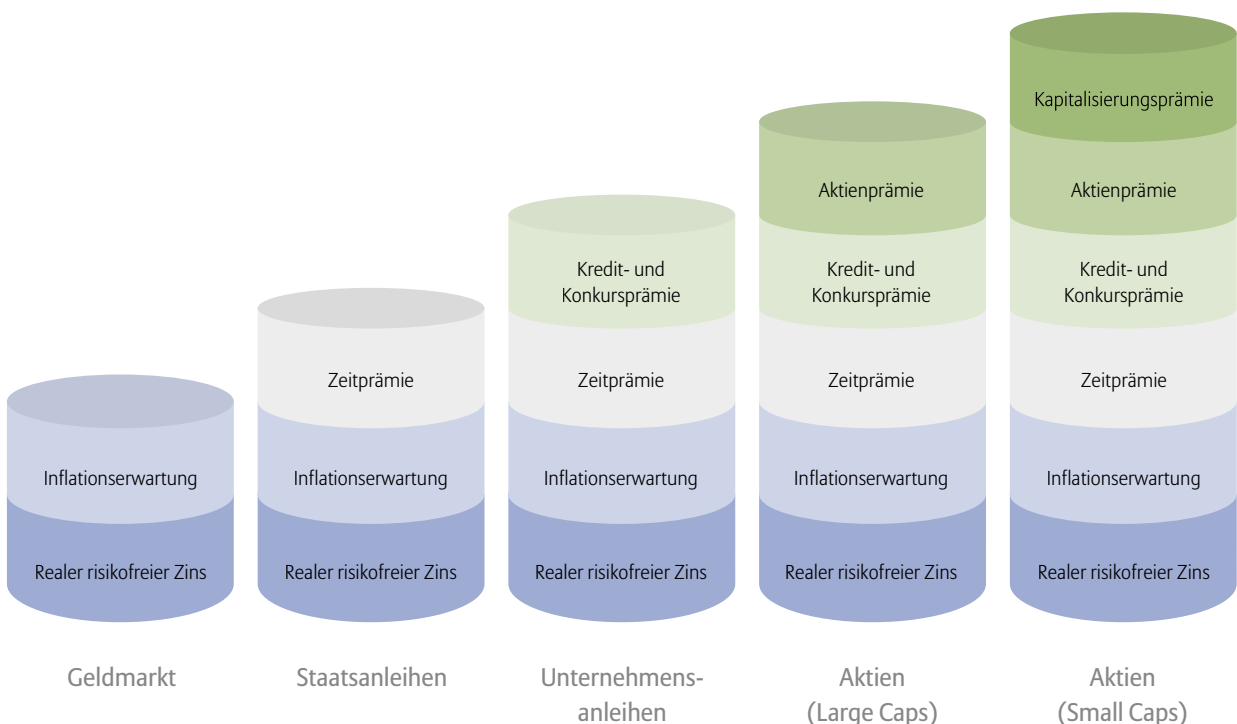 Kapitalisierungsprämie
Aktienprämie
Aktienprämie
Kredit- und
Konkursprämie
Kredit- und
Konkursprämie
Kredit- und
Konkursprämie
Zeitprämie
Zeitprämie
Zeitprämie
Zeitprämie
Inflationserwartung
Inflationserwartung
Inflationserwartung
Inflationserwartung
Inflationserwartung
Realer risikofreier Zins
Realer risikofreier Zins
Realer risikofreier Zins
Realer risikofreier Zins
Realer risikofreier Zins
Geldmarkt
Staatsanleihen
Unternehmens-
anleihen
Aktien
(Large Caps)
Aktien
(Small Caps)